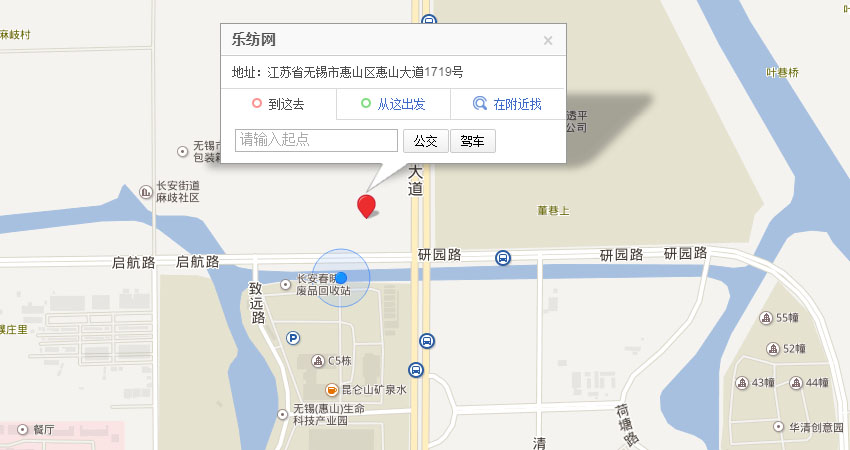 麻岐村
乐纺网
地址：江苏省无锡市惠山区惠山大道1719号
到这去
从这出发
在附近找
请输入起点
公交
驾车
叶巷桥
透平
公司
无锡市
包装
长安街道
麻岐社区
大道
董巷上
启航路
启航路
研园路
研园路
研园路
致远路
长安春
废品回收站
P
C5栋
昆仑山矿泉水
无锡(惠山)生命
科技产业园
濮庄里
餐厅
55幢
52幢
43幢
44幢
荷塘路
清
华清创意园